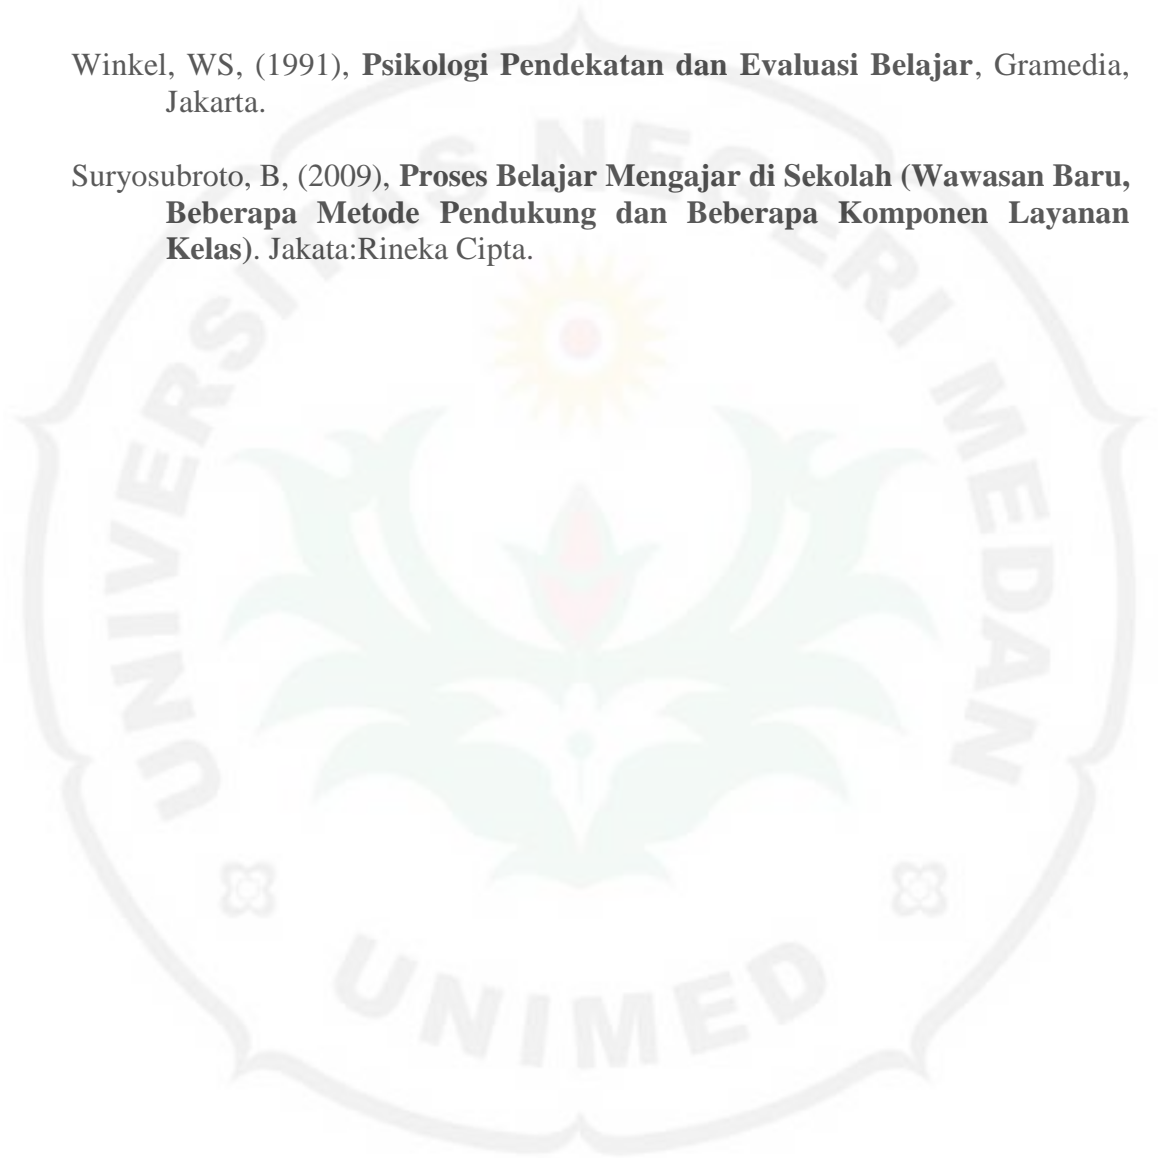 Winkel, WS, (1991), Psikologi Pendekatan dan Evaluasi Belajar, Gramedia,
Jakarta.
Suryosubroto, B, (2009), Proses Belajar Mengajar di Sekolah (Wawasan Baru,
Beberapa Metode Pendukung dan Beberapa Komponen Layanan
Kelas). Jakata:Rineka Cipta.
UNIVERSITAS NEGERI MEDAN
UNIMED